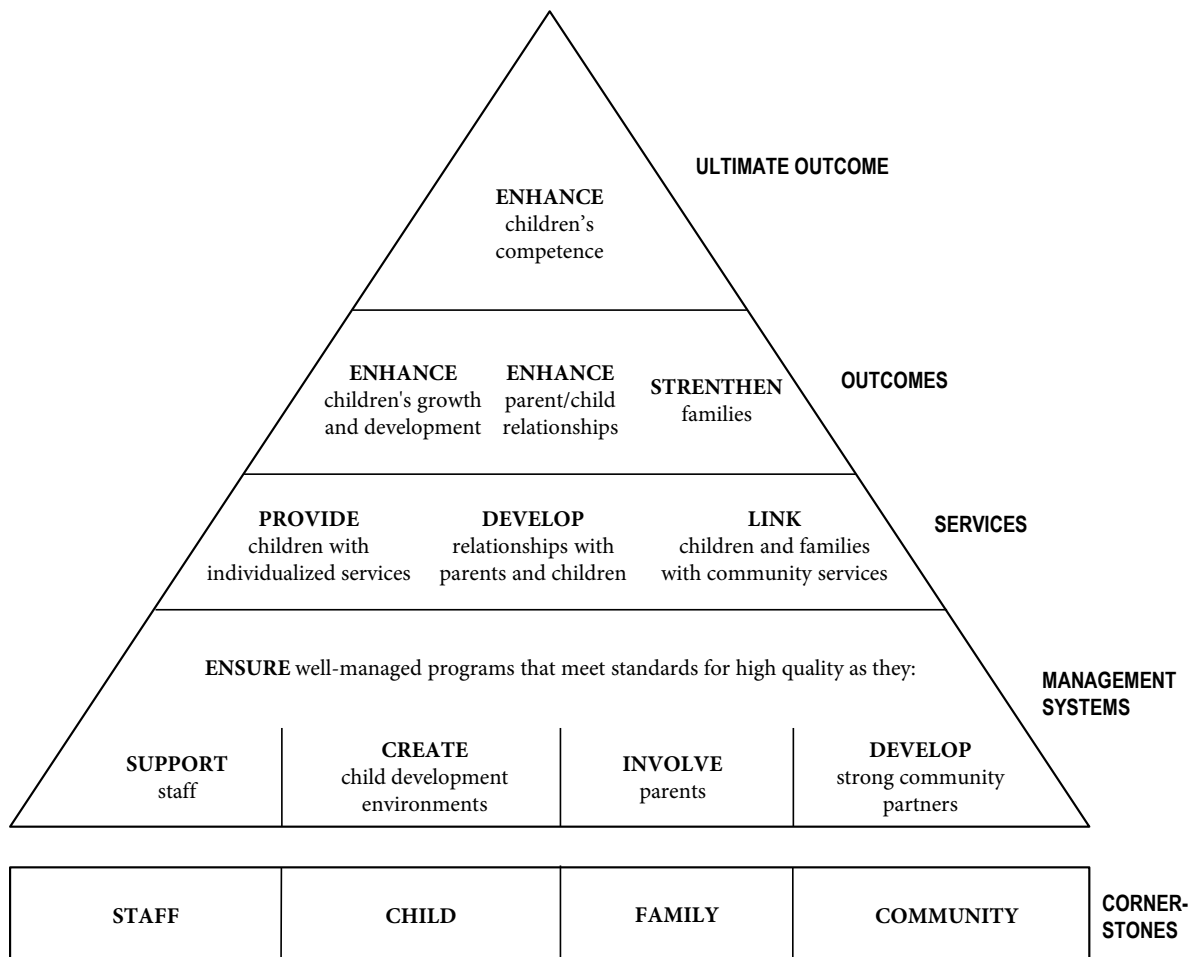 ULTIMATE OUTCOME
ENHANCE
children’s
competence
OUTCOMES
ENHANCE
children's growth
and development
ENHANCE
parent/child
relationships
STRENTHEN
families
SERVICES
PROVIDE
children with
individualized services
DEVELOP
relationships with
parents and children
LINK
children and families
with community services
MANAGEMENT
SYSTEMS
ENSURE well-managed programs that meet standards for high quality as they:
SUPPORT
staff
CREATE
child development
environments
INVOLVE
parents
DEVELOP
strong community
partners
STAFF
CHILD
FAMILY
COMMUNITY
CORNER-
STONES